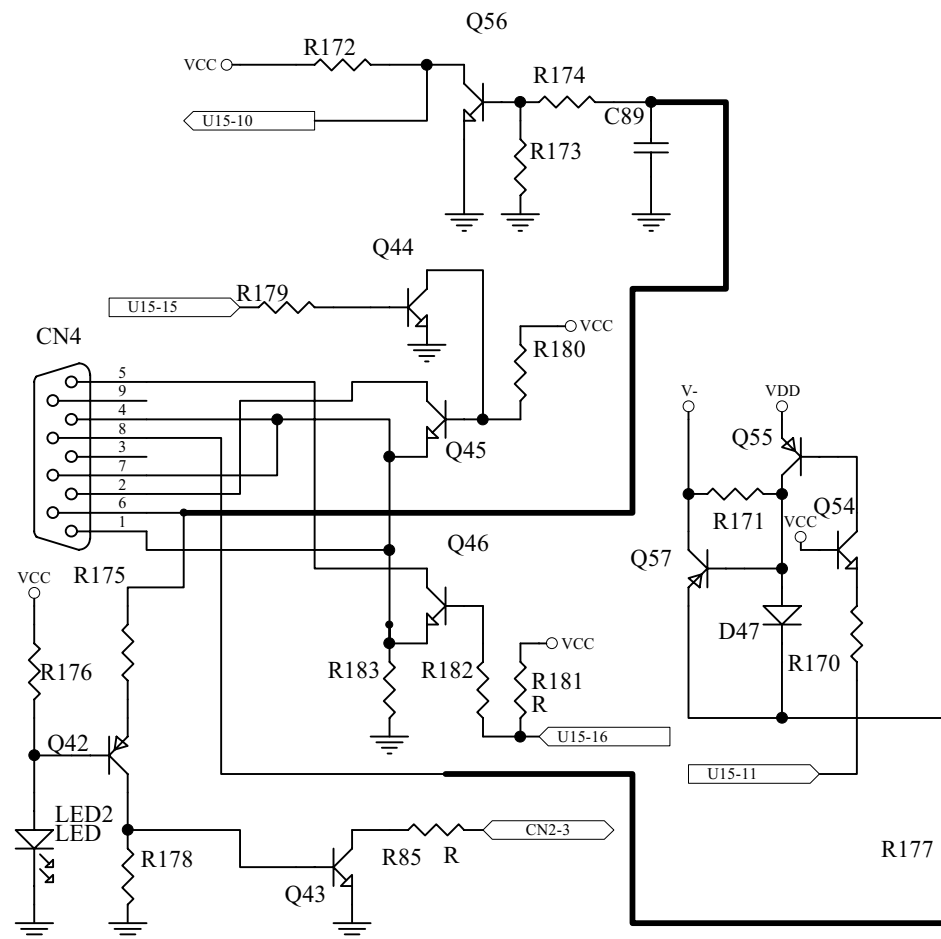 Q56
R172
VCC
R174
U15-10
C89
R173
Q44
R179
U15-15
VCC
CN4
R180
5
9
4
8
3
7
2
6
1
Q45
V-
VDD
Q55
R171
Q54
VCC
Q46
Q57
R175
VCC
D47
VCC
R176
R183
R182
R181
R
R170
Q42
U15-16
U15-11
LED2
LED
CN2-3
R178
R85
R
R177
Q43